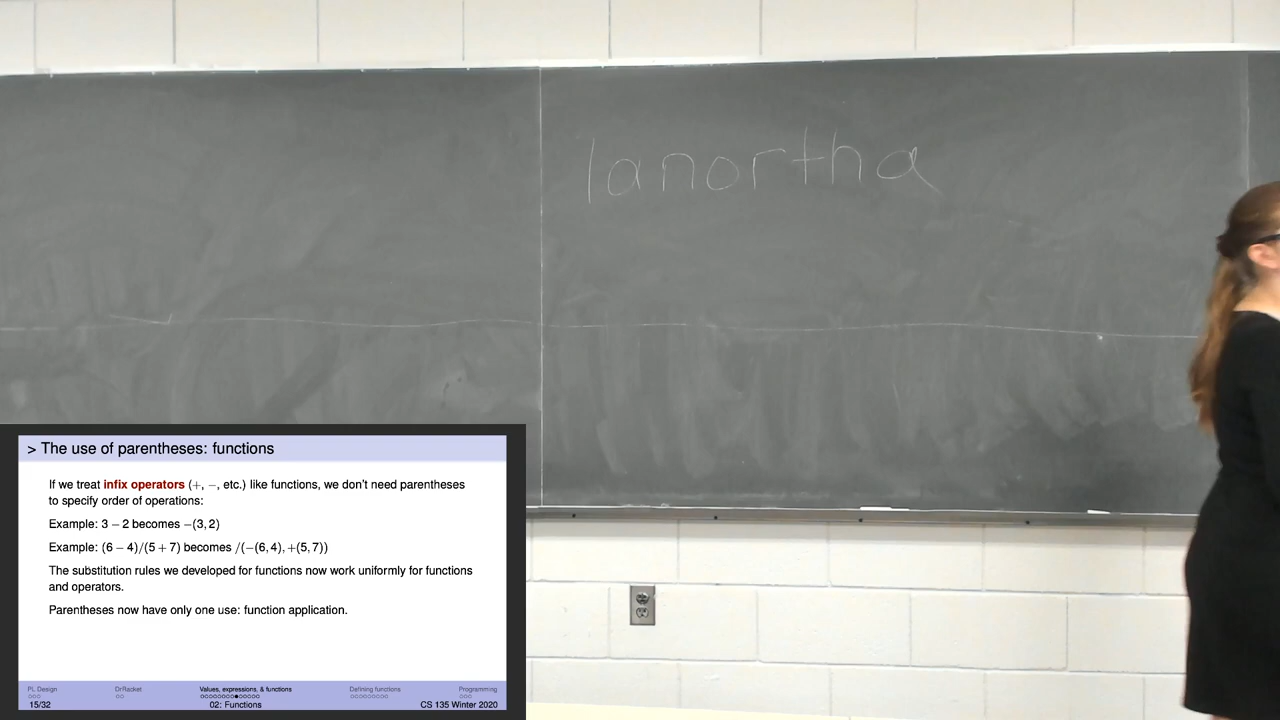 lanortha
> The use of parentheses: functions
If we treat infix operators (+, −, etc.) like functions, we don't need parentheses
to specify order of operations:
Example: 3 − 2 becomes −(3, 2)
Example: (6 − 4)/(5 + 7) becomes /(−(6, 4), +(5, 7))
The substitution rules we developed for functions now work uniformly for functions
and operators.
Parentheses now have only one use: function application.
PL Design DrRacket Values, expressions, & functions Defining functions Programming
15/32 02: Functions CS 135 Winter 2020